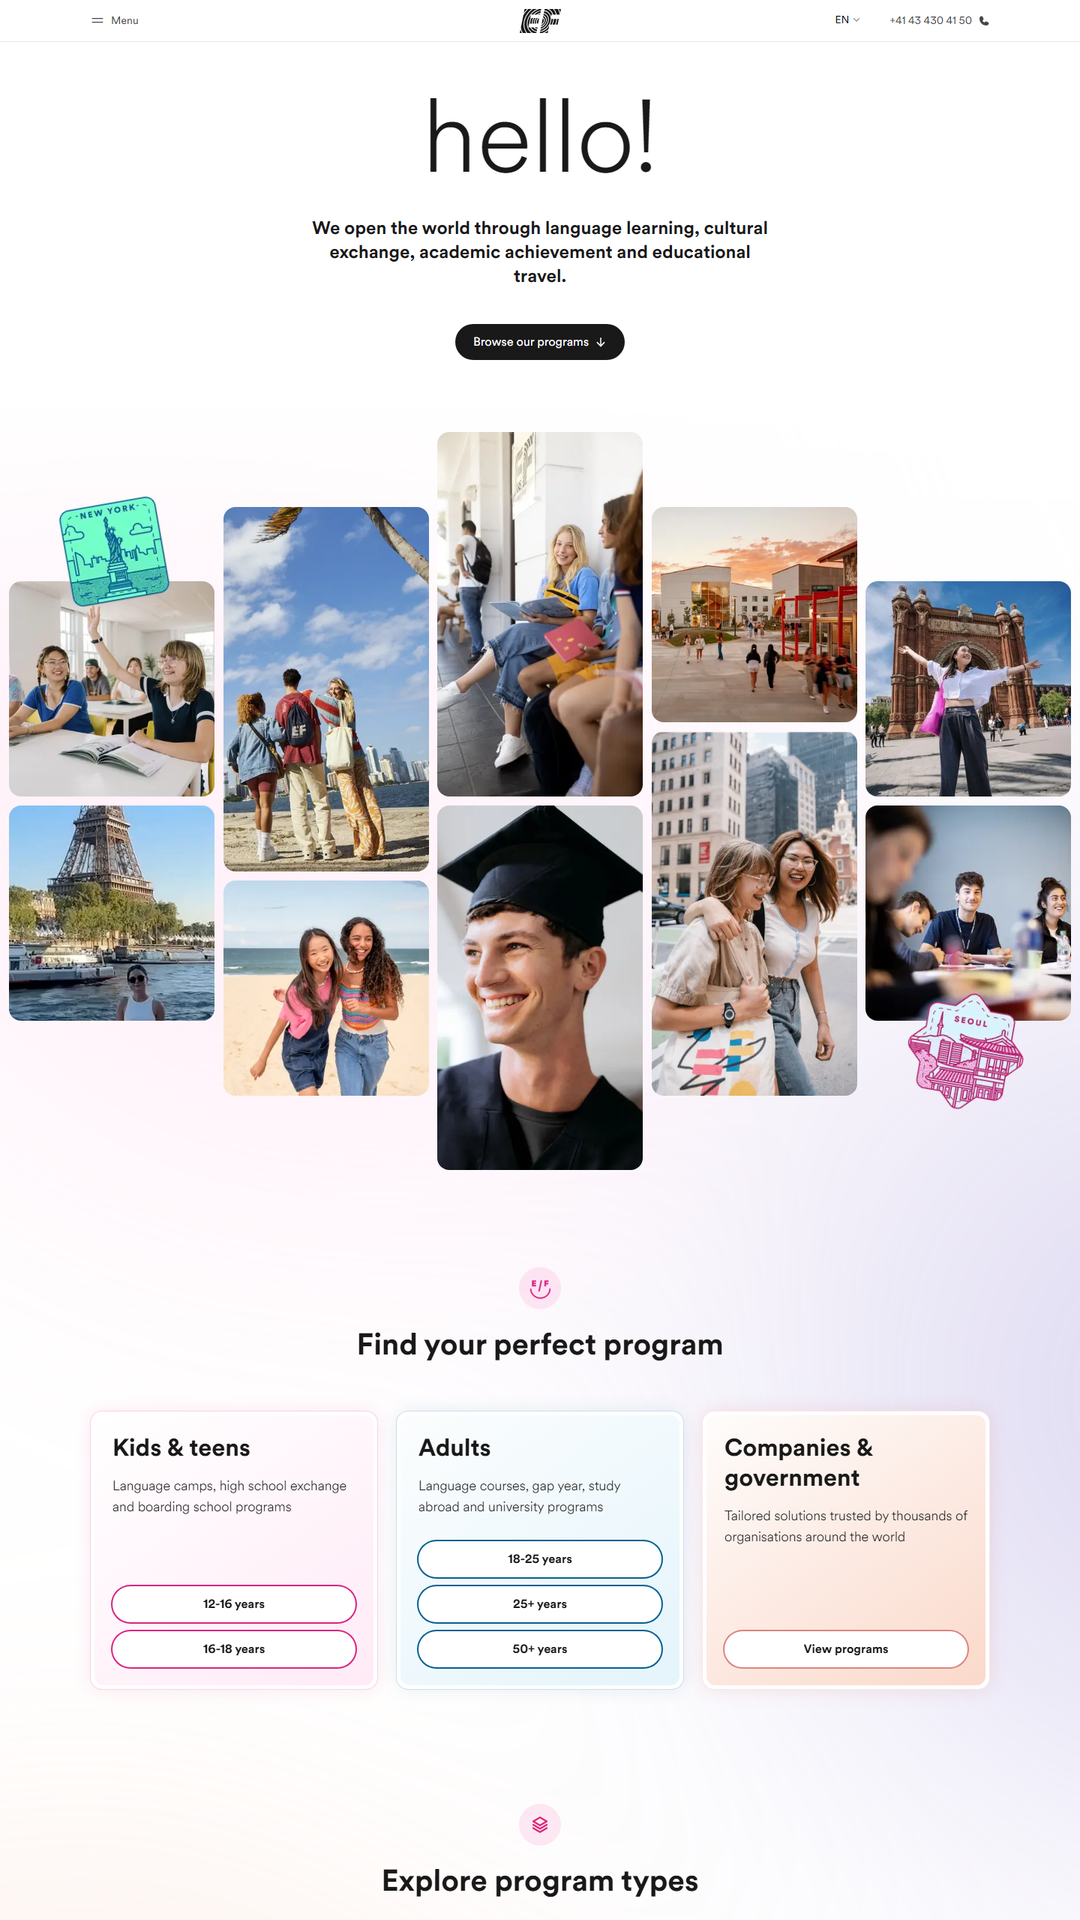 Menu
EF
EN
+41 43 430 41 50
hello!
We open the world through language learning, cultural
exchange, academic achievement and educational
travel.
Browse our programs
NEW YORK
EF
SEOUL
E/F
Find your perfect program
Kids & teens
Language camps, high school exchange
and boarding school programs
12-16 years
16-18 years
Adults
Language courses, gap year, study
abroad and university programs
18-25 years
25+ years
50+ years
Companies &
government
Tailored solutions trusted by thousands of
organisations around the world
View programs
Explore program types